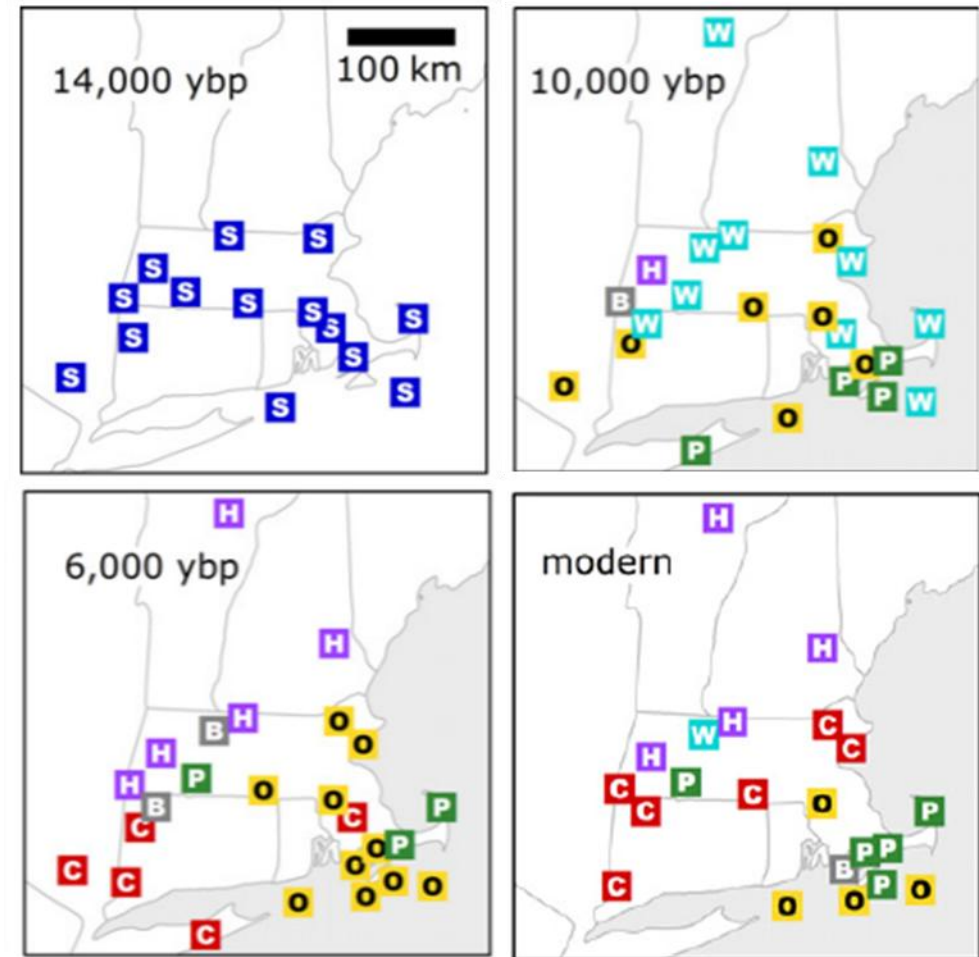 14,000 ybp
100 km
S S
S
S S S S S
S S
S
S S
S
10,000 ybp
W
W
W W O W
H W
B O O W
O W W
O P
O P P W
O
P
6,000 ybp
H
H
B H O O
H
H P O O P
B C
C O P
C C O O O
O O
C
modern
H
H
W H C C
H
C P C O P
C
B P P
C P O
O O